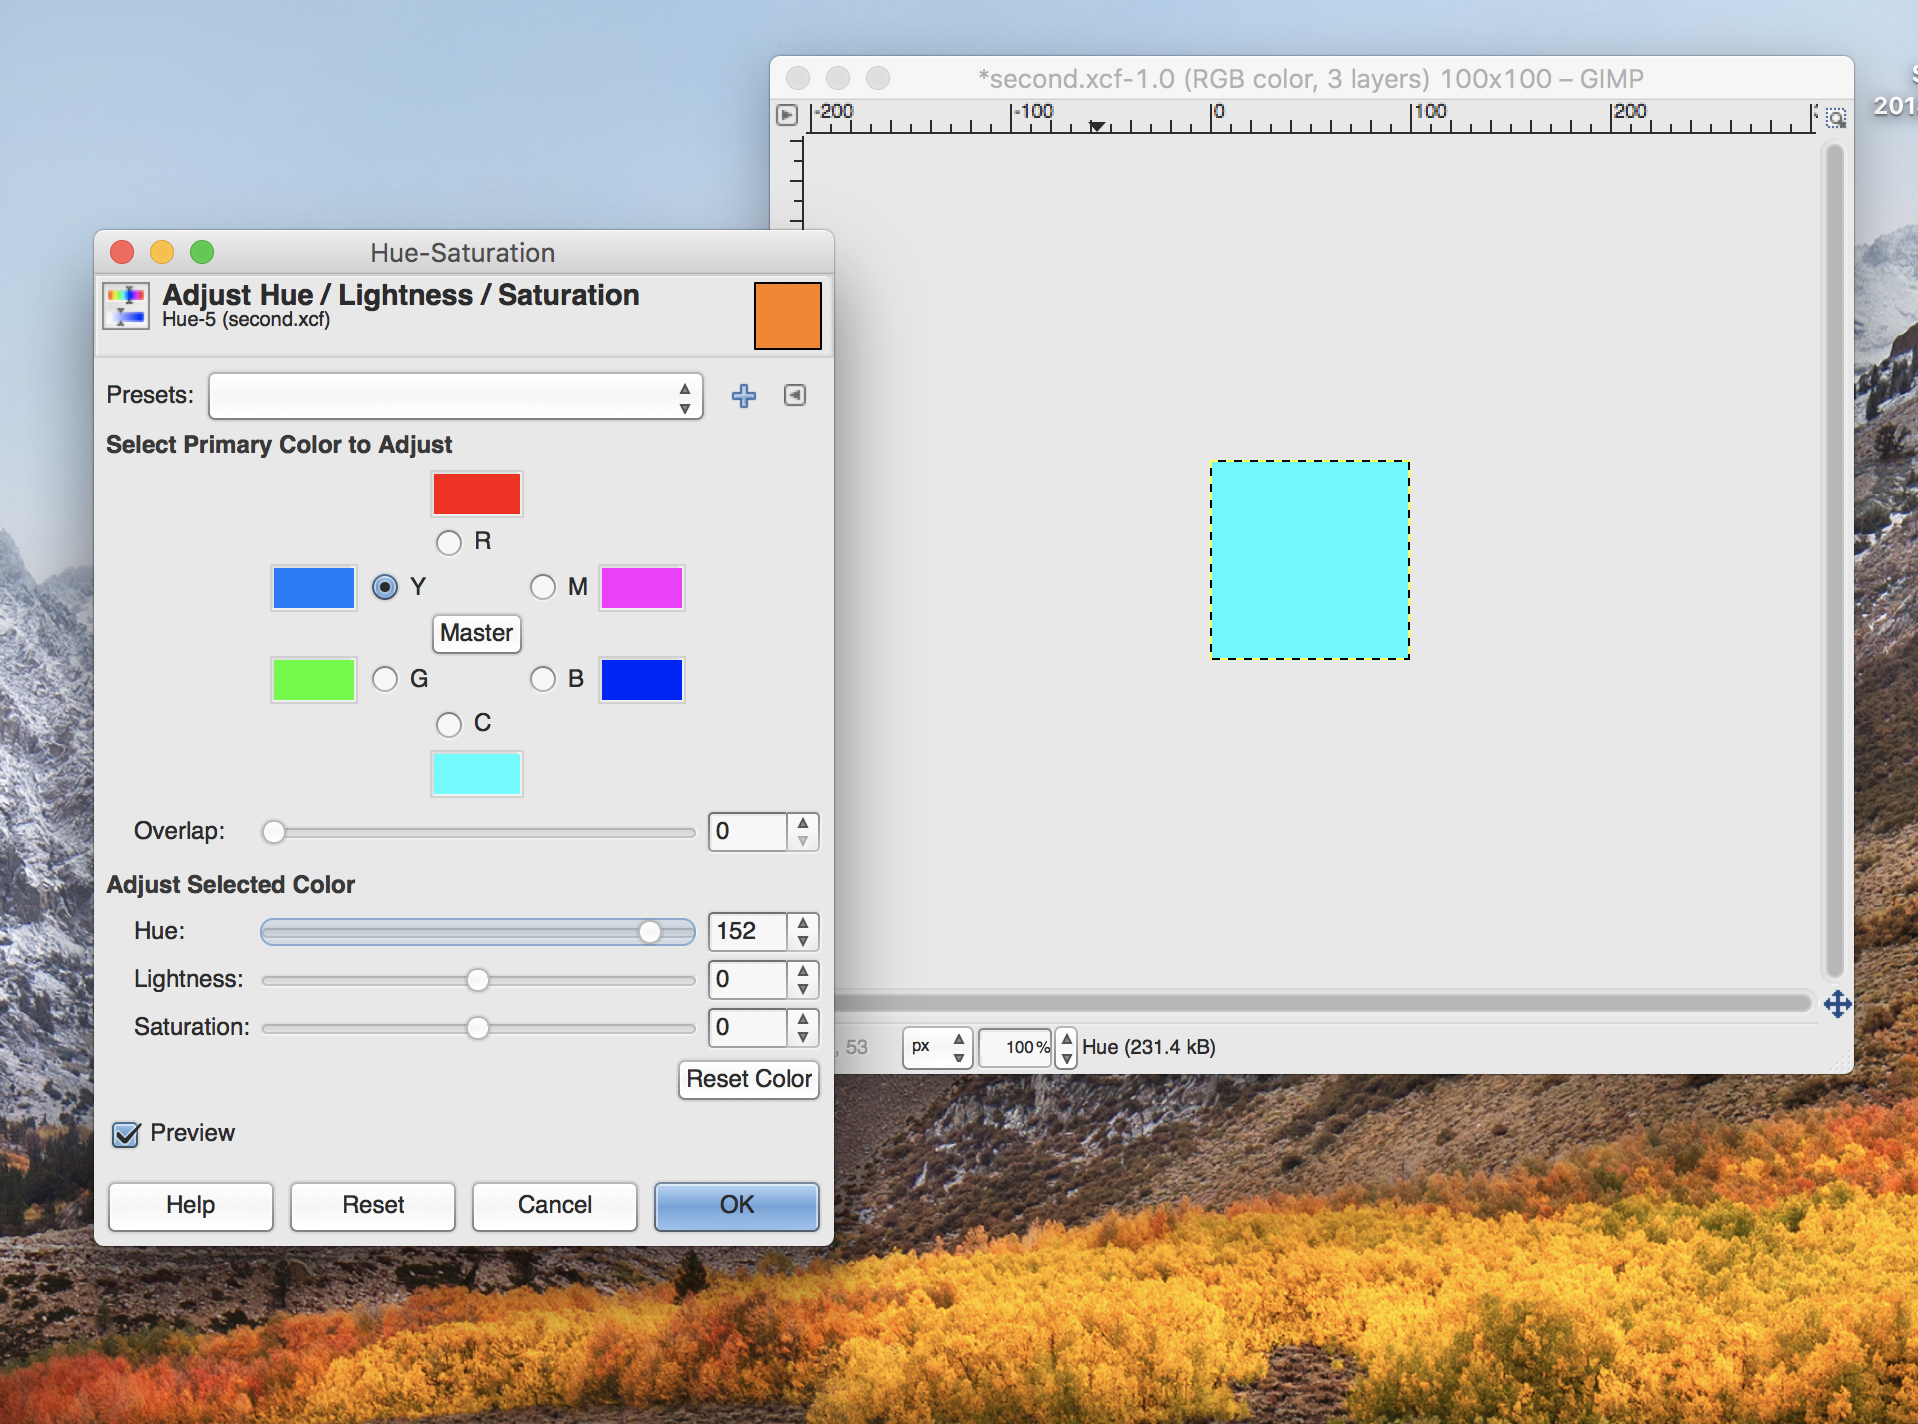 *second.xcf-1.0 (RGB color, 3 layers) 100x100 – GIMP
201
-200 -100 0 100 200
Hue-Saturation
Adjust Hue / Lightness / Saturation
Hue-5 (second.xcf)
Presets:
Select Primary Color to Adjust
R
Y M
Master
G B
C
Overlap: 0
Adjust Selected Color
Hue: 152
Lightness: 0
Saturation: 0
Reset Color
Preview
Help Reset Cancel OK
, 53 px 100% Hue (231.4 kB)